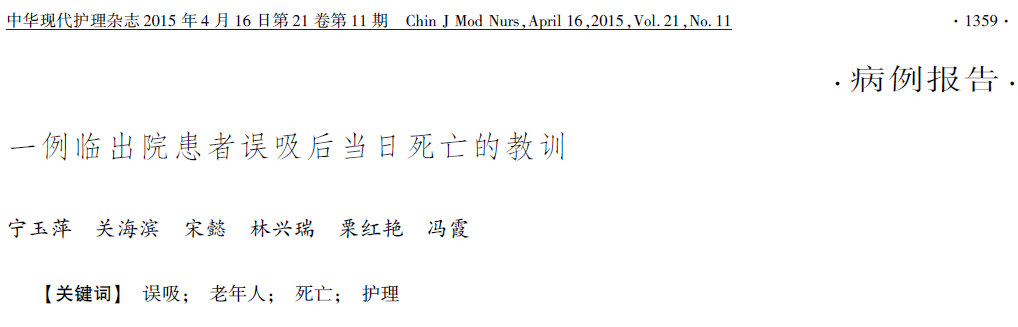 中华现代护理杂志 2015 年 4 月 16 日第 21 卷第 11 期 Chin J Mod Nurs,April 16,2015,Vol. 21,No. 11 ·1359·
·病例报告·
一例临出院患者误吸后当日死亡的教训
宁玉萍 关海滨 宋懿 林兴瑞 栗红艳 冯霞
【关键词】 误吸; 老年人; 死亡; 护理